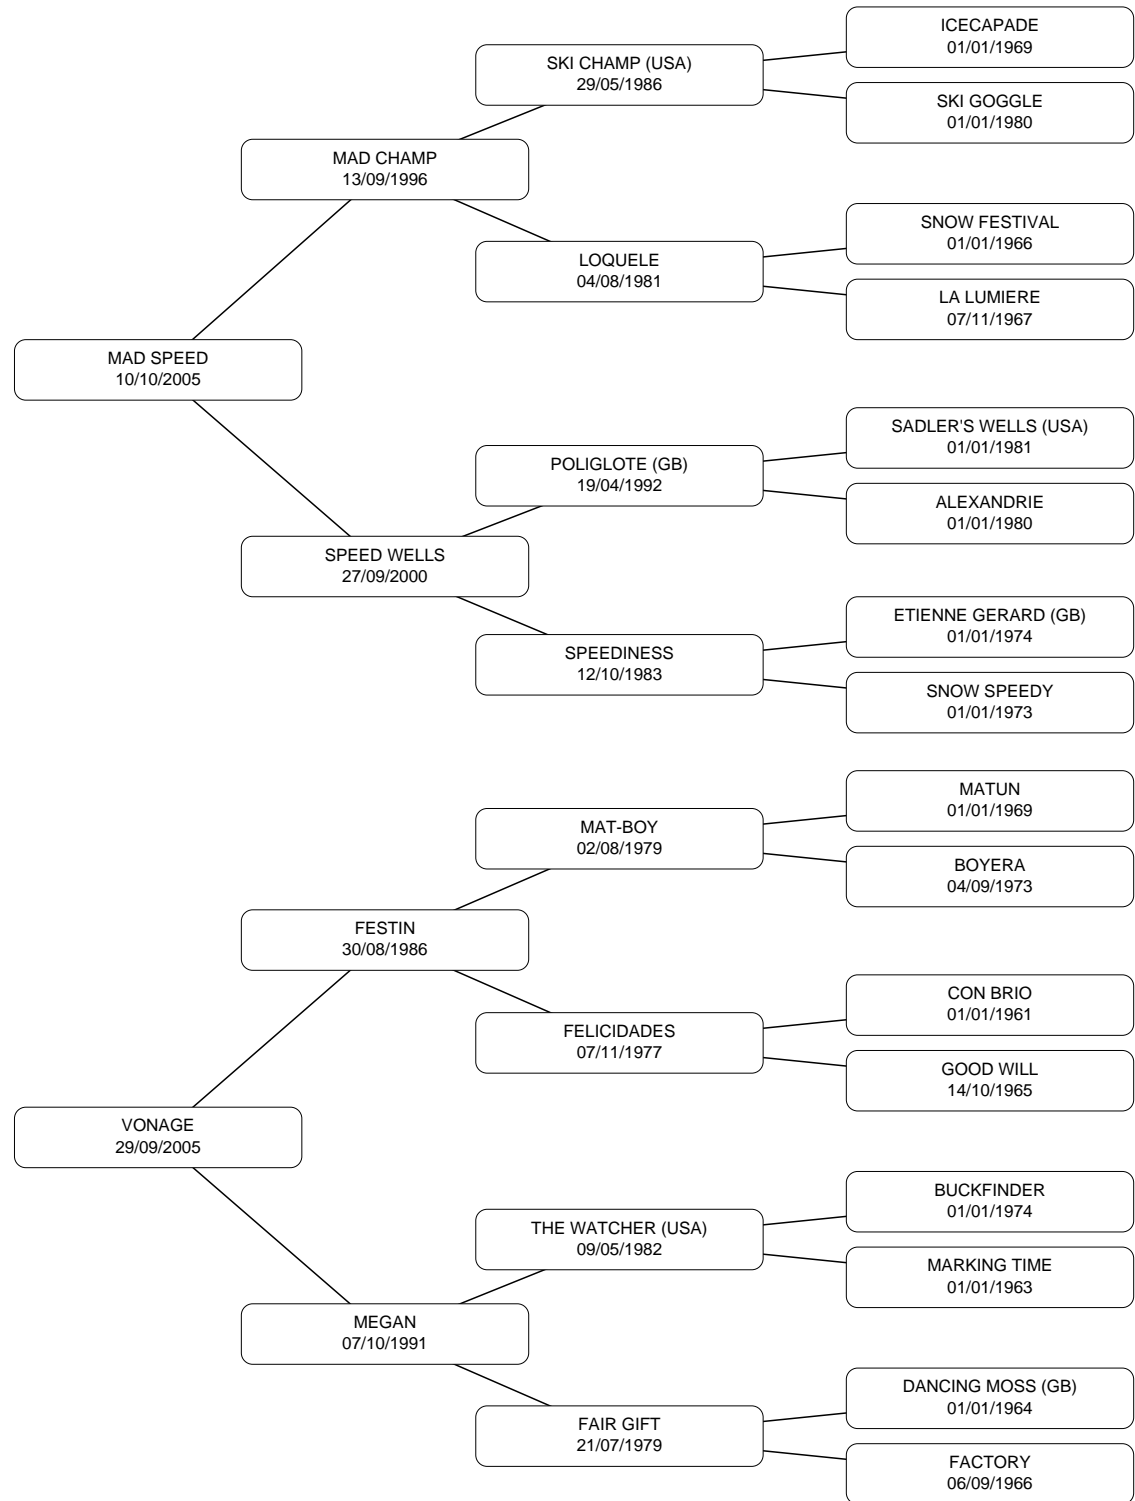 ICECAPADE
01/01/1969
SKI CHAMP (USA)
29/05/1986
SKI GOGGLE
01/01/1980
MAD CHAMP
13/09/1996
SNOW FESTIVAL
01/01/1966
LOQUELE
04/08/1981
LA LUMIERE
07/11/1967
MAD SPEED
10/10/2005
SADLER'S WELLS (USA)
01/01/1981
POLIGLOTE (GB)
19/04/1992
ALEXANDRIE
01/01/1980
SPEED WELLS
27/09/2000
ETIENNE GERARD (GB)
01/01/1974
SPEEDINESS
12/10/1983
SNOW SPEEDY
01/01/1973
MATUN
01/01/1969
MAT-BOY
02/08/1979
BOYERA
04/09/1973
FESTIN
30/08/1986
CON BRIO
01/01/1961
FELICIDADES
07/11/1977
GOOD WILL
14/10/1965
VONAGE
29/09/2005
BUCKFINDER
01/01/1974
THE WATCHER (USA)
09/05/1982
MARKING TIME
01/01/1963
MEGAN
07/10/1991
DANCING MOSS (GB)
01/01/1964
FAIR GIFT
21/07/1979
FACTORY
06/09/1966